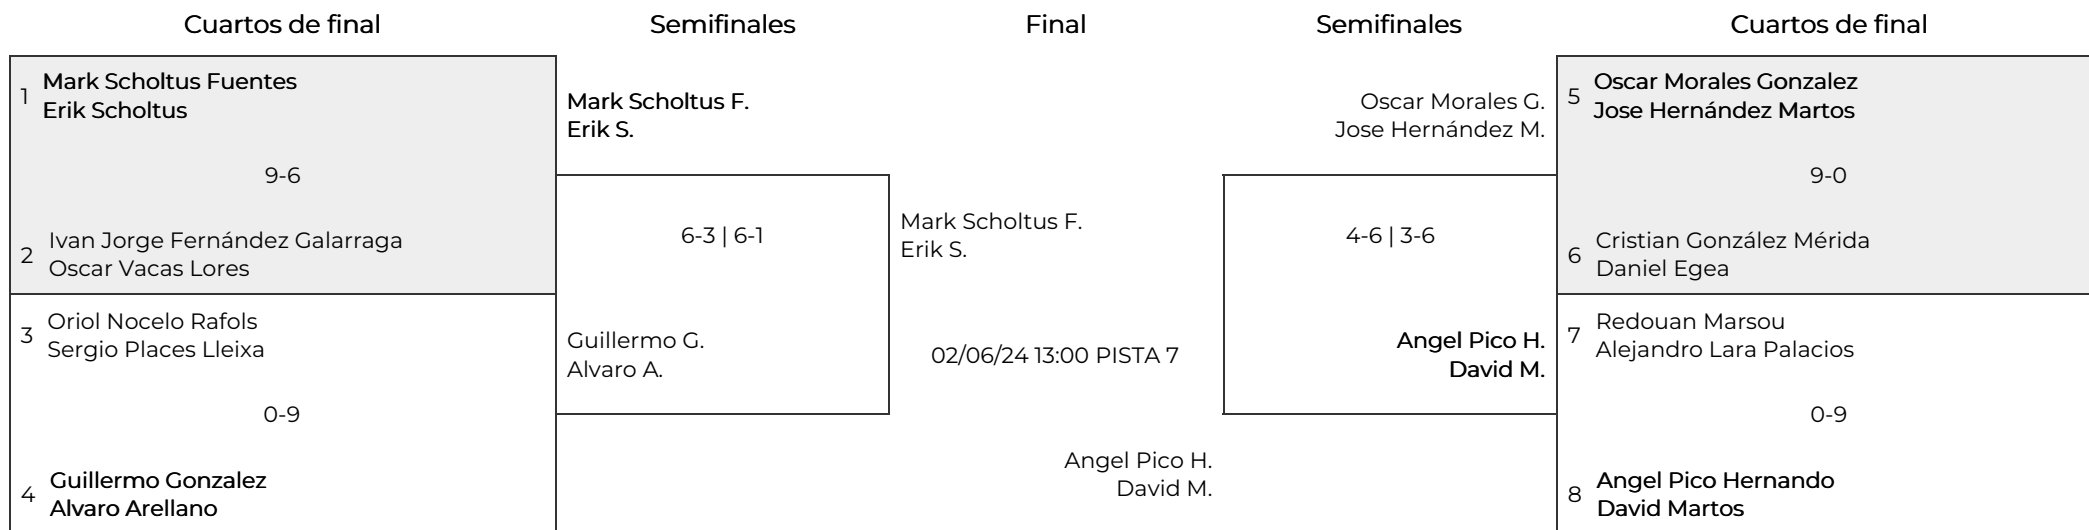 Cuartos de final
Semifinales
Final
Semifinales
Cuartos de final
1
Mark Scholtus Fuentes
Erik Scholtus
9-6
2
Ivan Jorge Fernández Galarraga
Oscar Vacas Lores
3
Oriol Nocelo Rafols
Sergio Places Lleixa
0-9
4
Guillermo Gonzalez
Alvaro Arellano
Mark Scholtus F.
Erik S.
6-3 | 6-1
Guillermo G.
Alvaro A.
Mark Scholtus F.
Erik S.
02/06/24 13:00 PISTA 7
Angel Pico H.
David M.
Oscar Morales G.
Jose Hernández M.
4-6 | 3-6
Angel Pico H.
David M.
5
Oscar Morales Gonzalez
Jose Hernández Martos
9-0
6
Cristian González Mérida
Daniel Egea
7
Redouan Marsou
Alejandro Lara Palacios
0-9
8
Angel Pico Hernando
David Martos